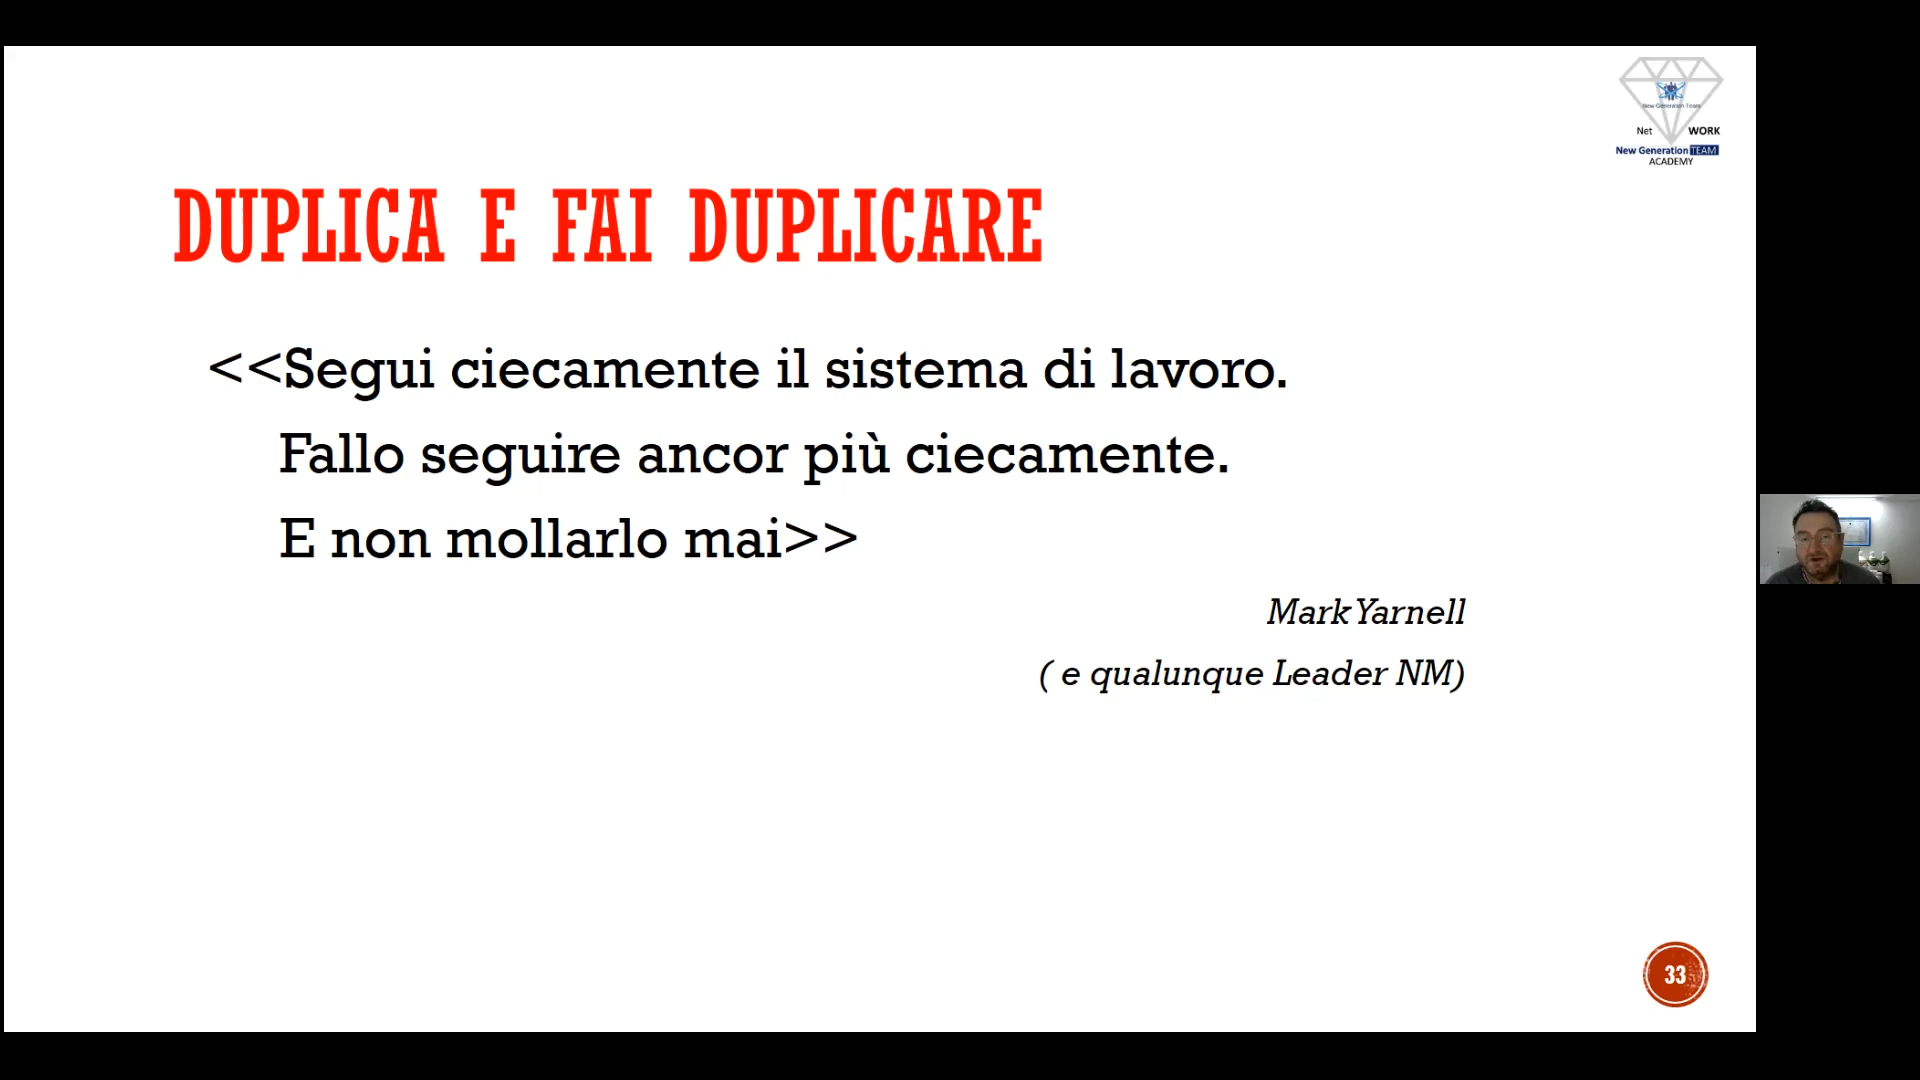 New Generation Team
Net WORK
New Generation TEAM
ACADEMY
DUPLICA E FAI DUPLICARE
<<Segui ciecamente il sistema di lavoro.
Fallo seguire ancor più ciecamente.
E non mollarlo mai>>
Mark Yarnell
( e qualunque Leader NM)
33